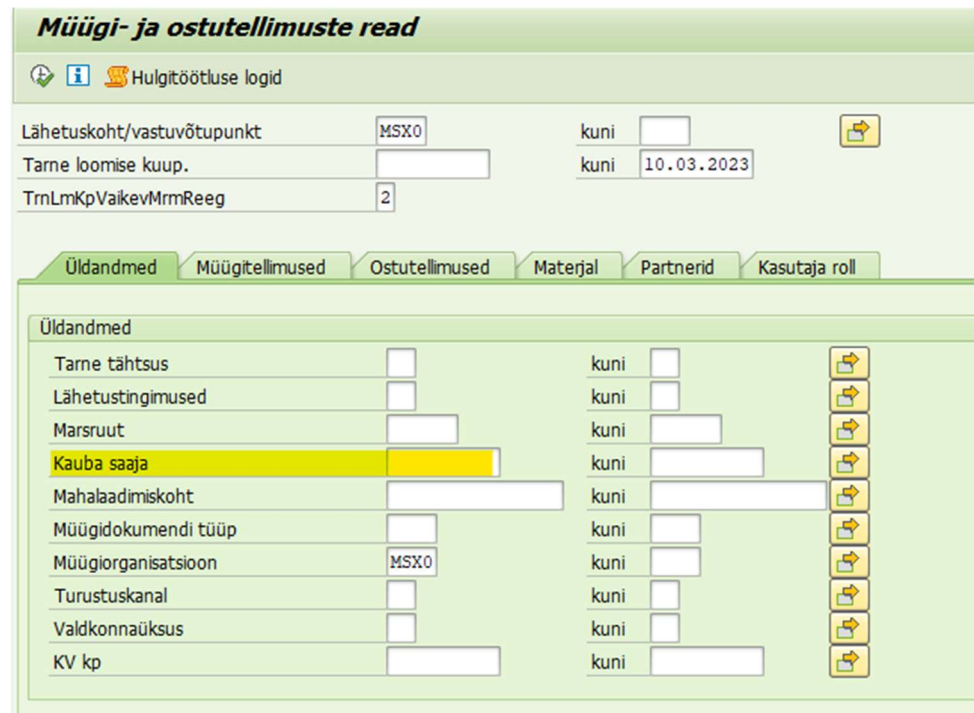 Müügi- ja ostutellimuste read
Hulgitöötluse logid
Lähetuskoht/vastuvõtupunkt MSX0 kuni
Tarne loomise kuup. kuni 10.03.2023
TrnLmKpVaikevMrmReeg 2
Üldandmed Müügitellimused Ostutellimused Materjal Partnerid Kasutaja roll
Üldandmed
Tarne tähtsus kuni
Lähetustingimused kuni
Marsruut kuni
Kauba saaja kuni
Mahalaadimiskoht kuni
Müügidokumendi tüüp kuni
Müügiorganisatsioon MSX0 kuni
Turustuskanal kuni
Valdkonnaüksus kuni
KV kp kuni